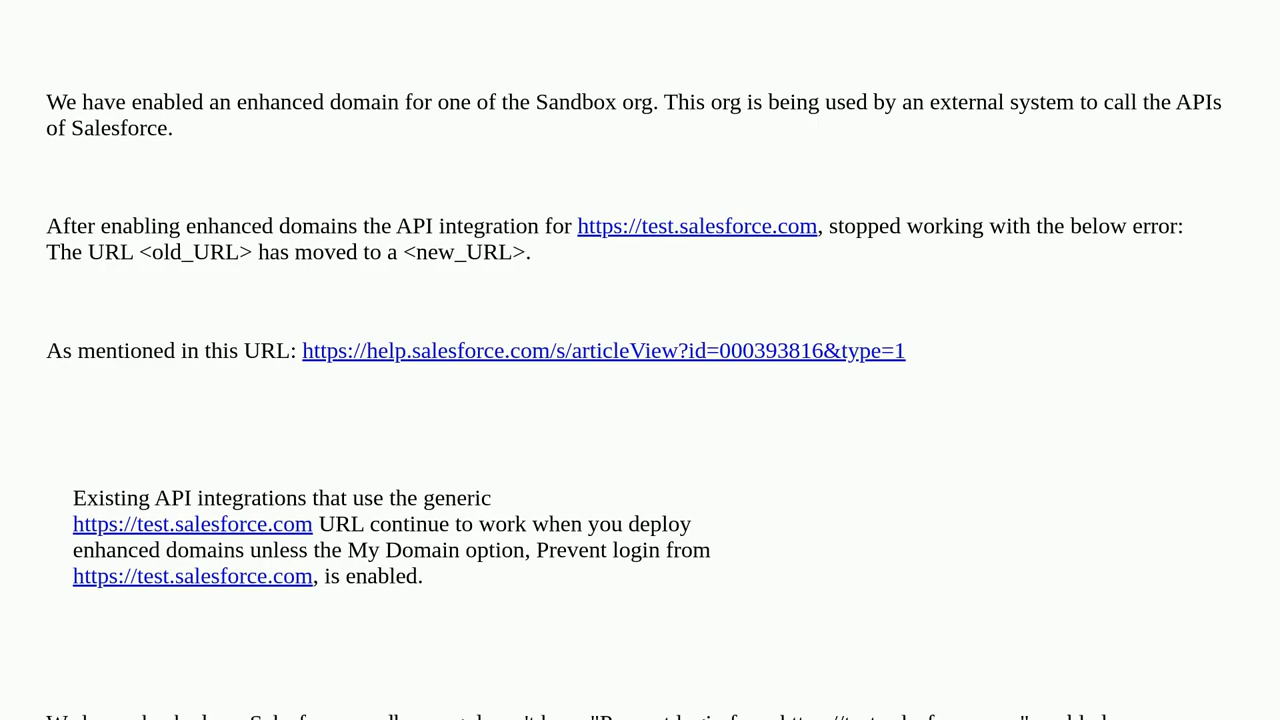 We have enabled an enhanced domain for one of the Sandbox org. This org is being used by an external system to call the APIs
of Salesforce.
After enabling enhanced domains the API integration for https://test.salesforce.com, stopped working with the below error:
The URL <old_URL> has moved to a <new_URL>.
As mentioned in this URL: https://help.salesforce.com/s/articleView?id=000393816&type=1
Existing API integrations that use the generic
https://test.salesforce.com URL continue to work when you deploy
enhanced domains unless the My Domain option, Prevent login from
https://test.salesforce.com, is enabled.